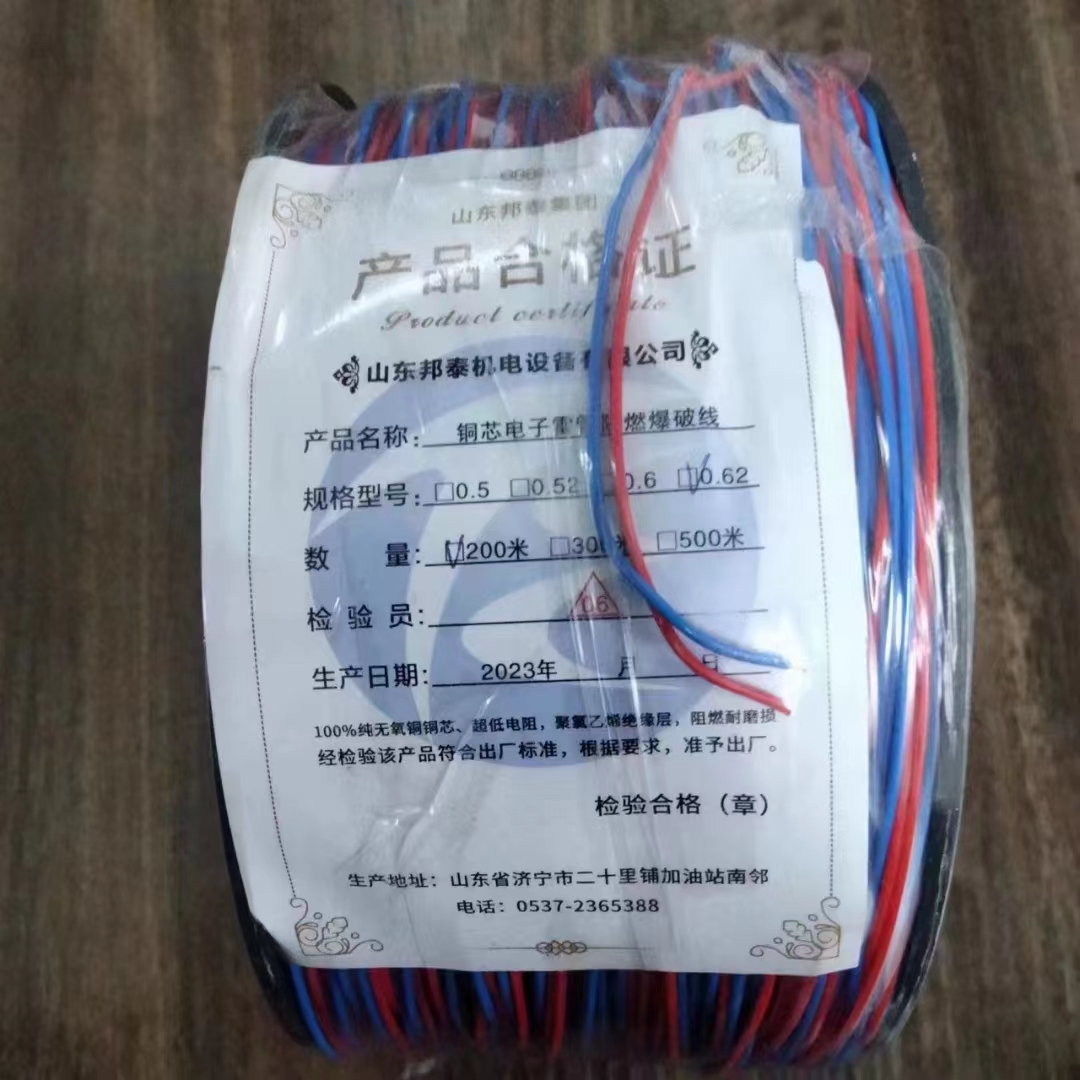 山东邦泰集团
产品合格证
Product certificate
山东邦泰机电设备有限公司
产品名称：铜芯电子雷管阻燃爆破线
规格型号：□0.5 □0.52 □0.6 ☑0.62
数 量：☑200米 □300米 □500米
检 验 员：06
生产日期：2023年 月 日
100%纯无氧铜铜芯、超低电阻，聚氯乙烯绝缘层，阻燃耐磨损
经检验该产品符合出厂标准，根据要求，准予出厂。
检验合格（章）
生产地址：山东省济宁市二十里铺加油站南邻
电话：0537-2365388